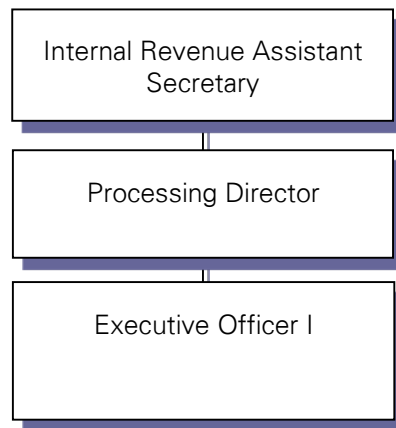 Internal Revenue Assistant
Secretary
Processing Director
Executive Officer I